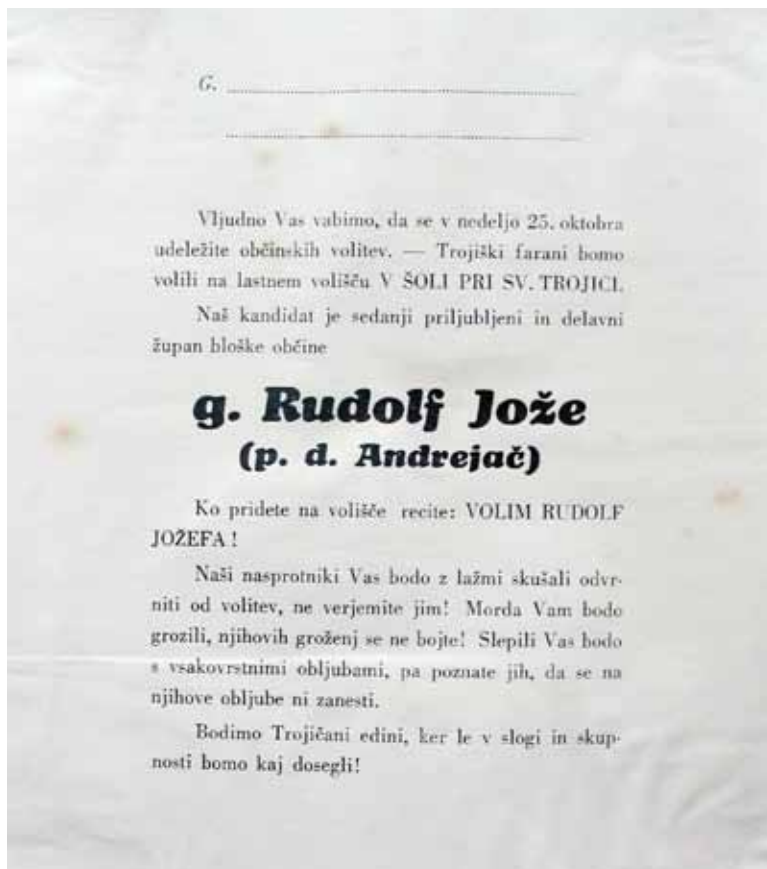 G.
Vljudno Vas vabimo, da se v nedeljo 25. oktobra
udeležite občinskih volitev. — Trojiški farani bomo
volili na lastnem volišču V ŠOLI PRI SV. TROJICI.
Naš kandidat je sedanji priljubljeni in delavni
župan bloške občine
g. Rudolf Jože
(p. d. Andrejač)
Ko pridete na volišče recite: VOLIM RUDOLF
JOŽEFA!
Naši nasprotniki Vas bodo z lažmi skušali odvr-
niti od volitev, ne verjemite jim! Morda Vam bodo
grozili, njihovih groženj se ne bojte! Slepili Vas bodo
s vsakovrstnimi obljubami, pa poznate jih, da se na
njihove obljube ni zanesti.
Bodimo Trojičani edini, ker le v slogi in skup-
nosti bomo kaj dosegli!